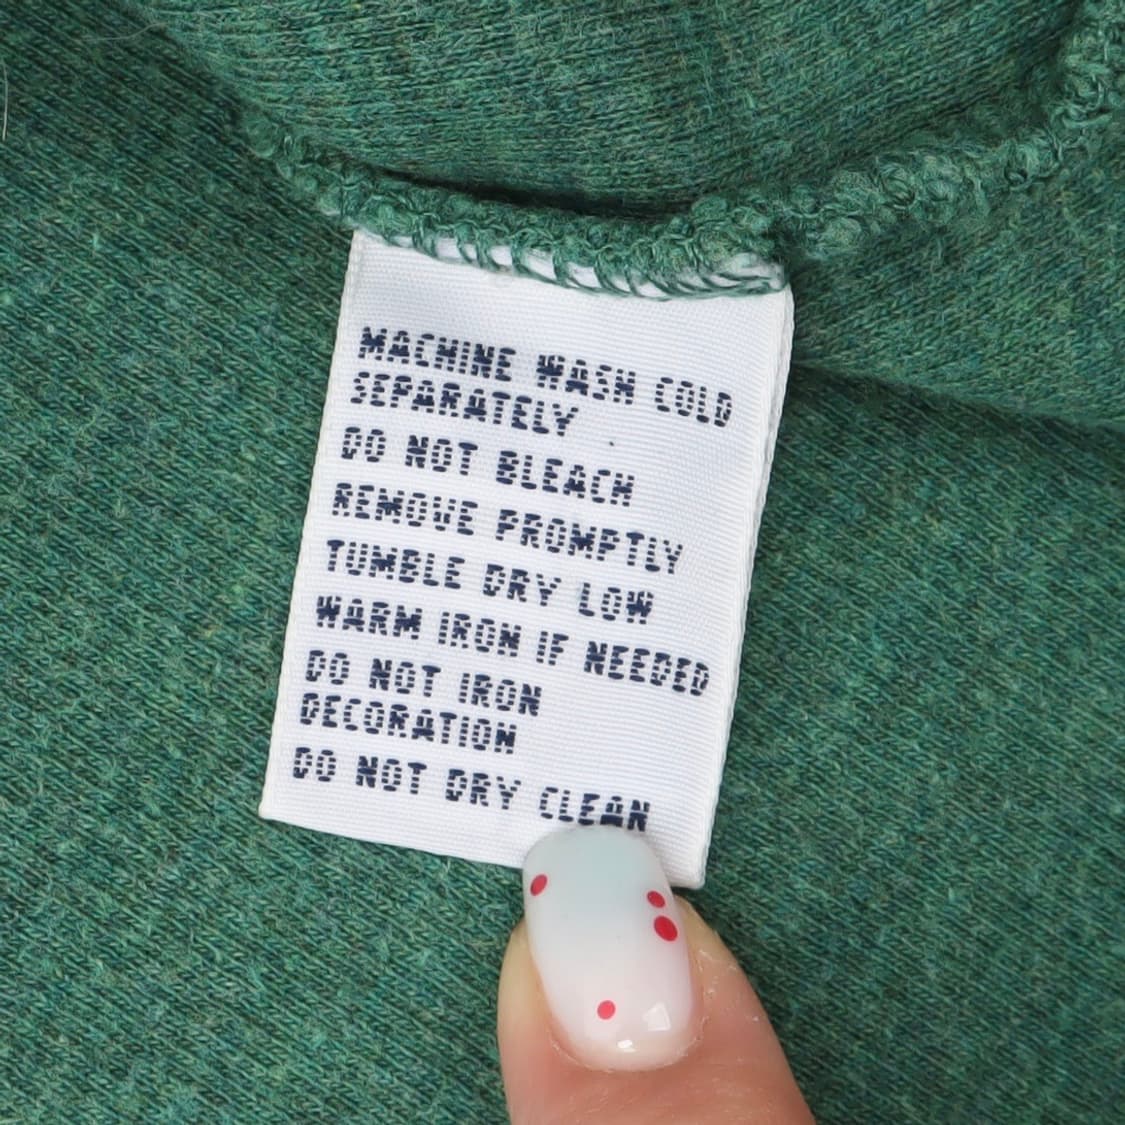 MACHINE WASH COLD
SEPARATELY
DO NOT BLEACH
REMOVE PROMPTLY
TUMBLE DRY LOW
WARM IRON IF NEEDED
DO NOT IRON
DECORATION
DO NOT DRY CLEAN